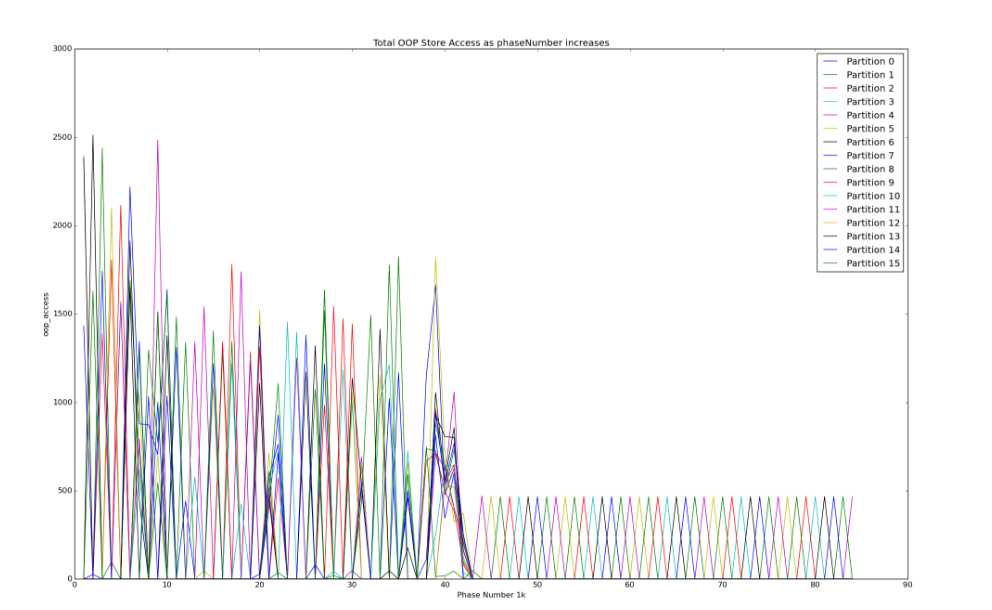 Total OOP Store Access as phaseNumber increases
3000
2500
2000
1500
1000
500
0
oop_access
0
10
20
30
40
50
60
70
80
90
Phase Number 1k
Partition 0
Partition 1
Partition 2
Partition 3
Partition 4
Partition 5
Partition 6
Partition 7
Partition 8
Partition 9
Partition 10
Partition 11
Partition 12
Partition 13
Partition 14
Partition 15